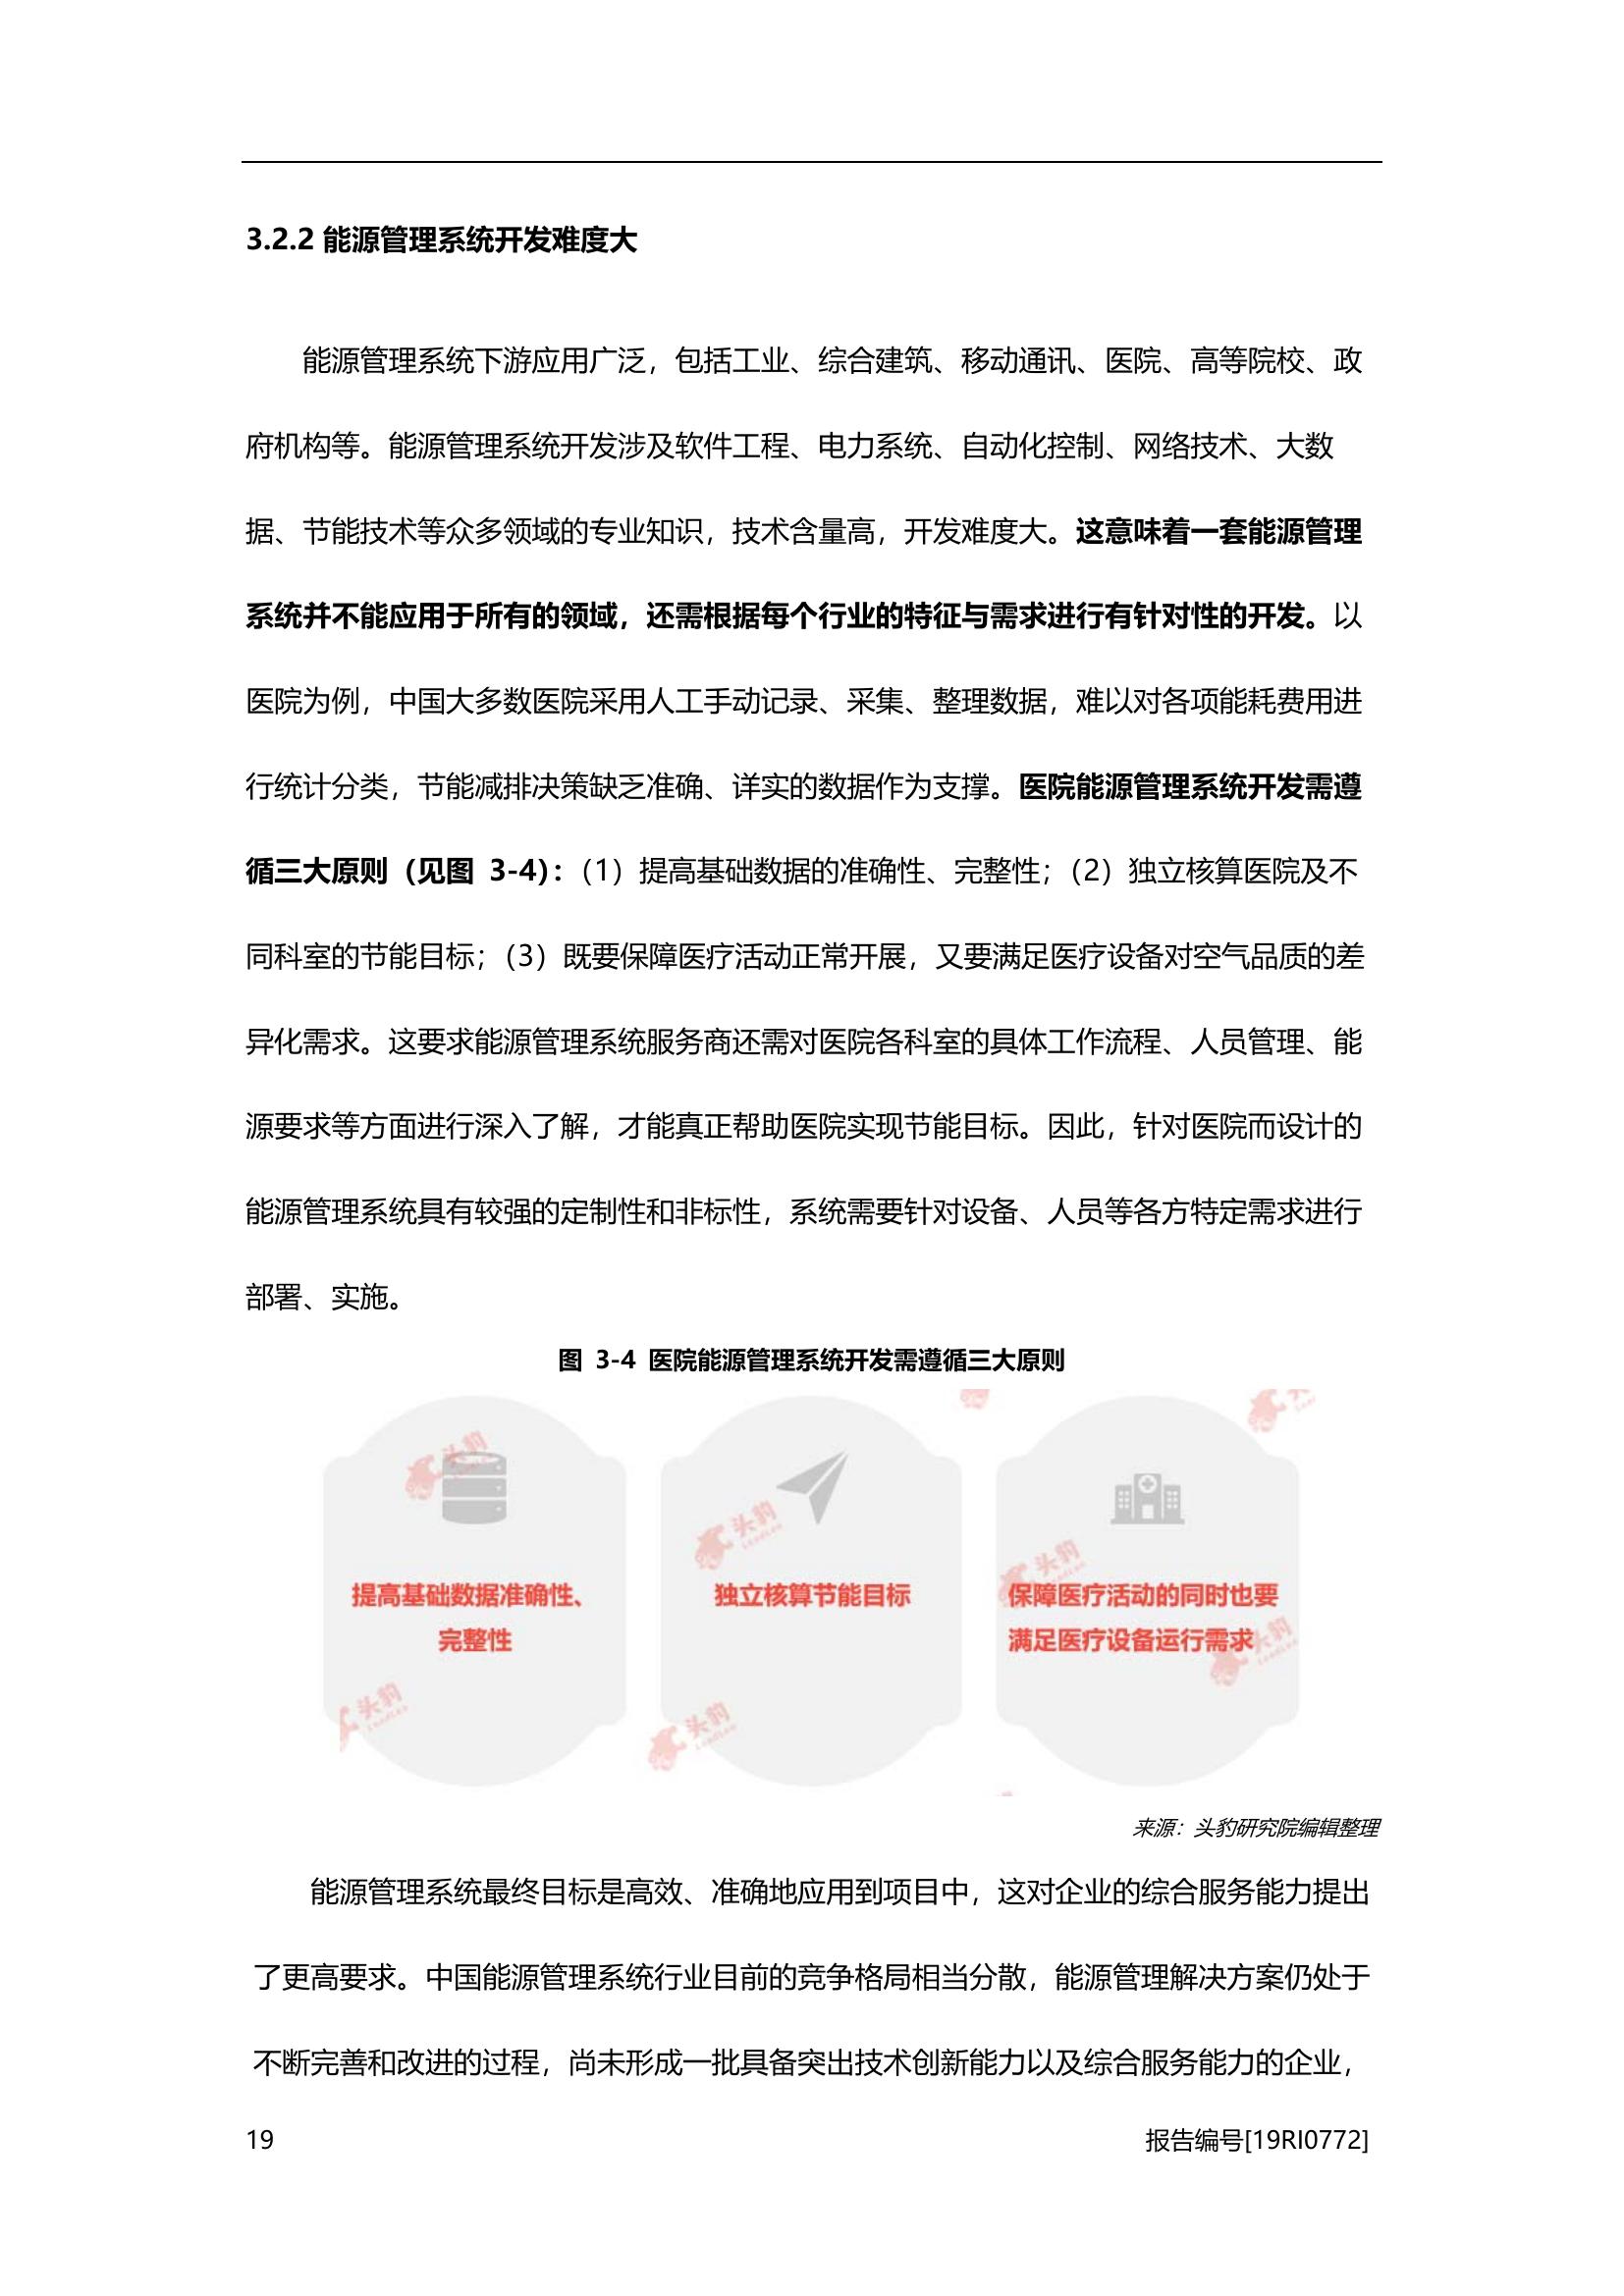 3.2.2 能源管理系统开发难度大
能源管理系统下游应用广泛，包括工业、综合建筑、移动通讯、医院、高等院校、政
府机构等。能源管理系统开发涉及软件工程、电力系统、自动化控制、网络技术、大数
据、节能技术等众多领域的专业知识，技术含量高，开发难度大。这意味着一套能源管理
系统并不能应用于所有的领域，还需根据每个行业的特征与需求进行有针对性的开发。以
医院为例，中国大多数医院采用人工手动记录、采集、整理数据，难以对各项能耗费用进
行统计分类，节能减排决策缺乏准确、详实的数据作为支撑。医院能源管理系统开发需遵
循三大原则（见图 3-4）：（1）提高基础数据的准确性、完整性；（2）独立核算医院及不
同科室的节能目标；（3）既要保障医疗活动正常开展，又要满足医疗设备对空气品质的差
异化需求。这要求能源管理系统服务商还需对医院各科室的具体工作流程、人员管理、能
源要求等方面进行深入了解，才能真正帮助医院实现节能目标。因此，针对医院而设计的
能源管理系统具有较强的定制性和非标性，系统需要针对设备、人员等各方特定需求进行
部署、实施。
图 3-4 医院能源管理系统开发需遵循三大原则
头豹
头豹
头豹
头豹
头豹
头豹
提高基础数据准确性、
完整性
独立核算节能目标
保障医疗活动的同时也要
满足医疗设备运行需求
来源：头豹研究院编辑整理
能源管理系统最终目标是高效、准确地应用到项目中，这对企业的综合服务能力提出
了更高要求。中国能源管理系统行业目前的竞争格局相当分散，能源管理解决方案仍处于
不断完善和改进的过程，尚未形成一批具备突出技术创新能力以及综合服务能力的企业，
19
报告编号[19RI0772]